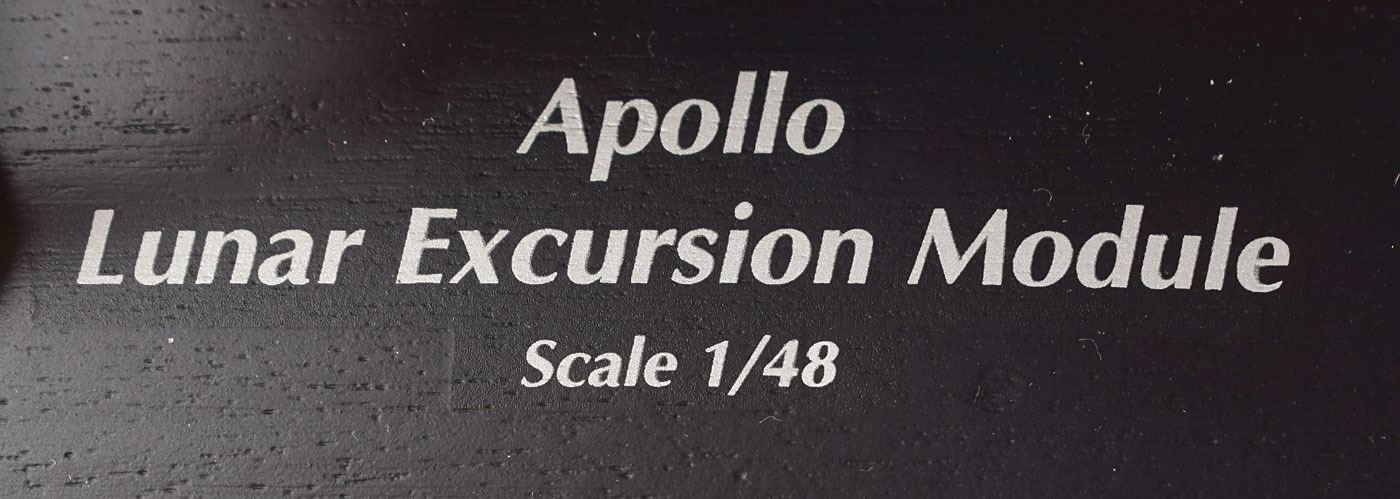 Apollo
Lunar Excursion Module
Scale 1/48